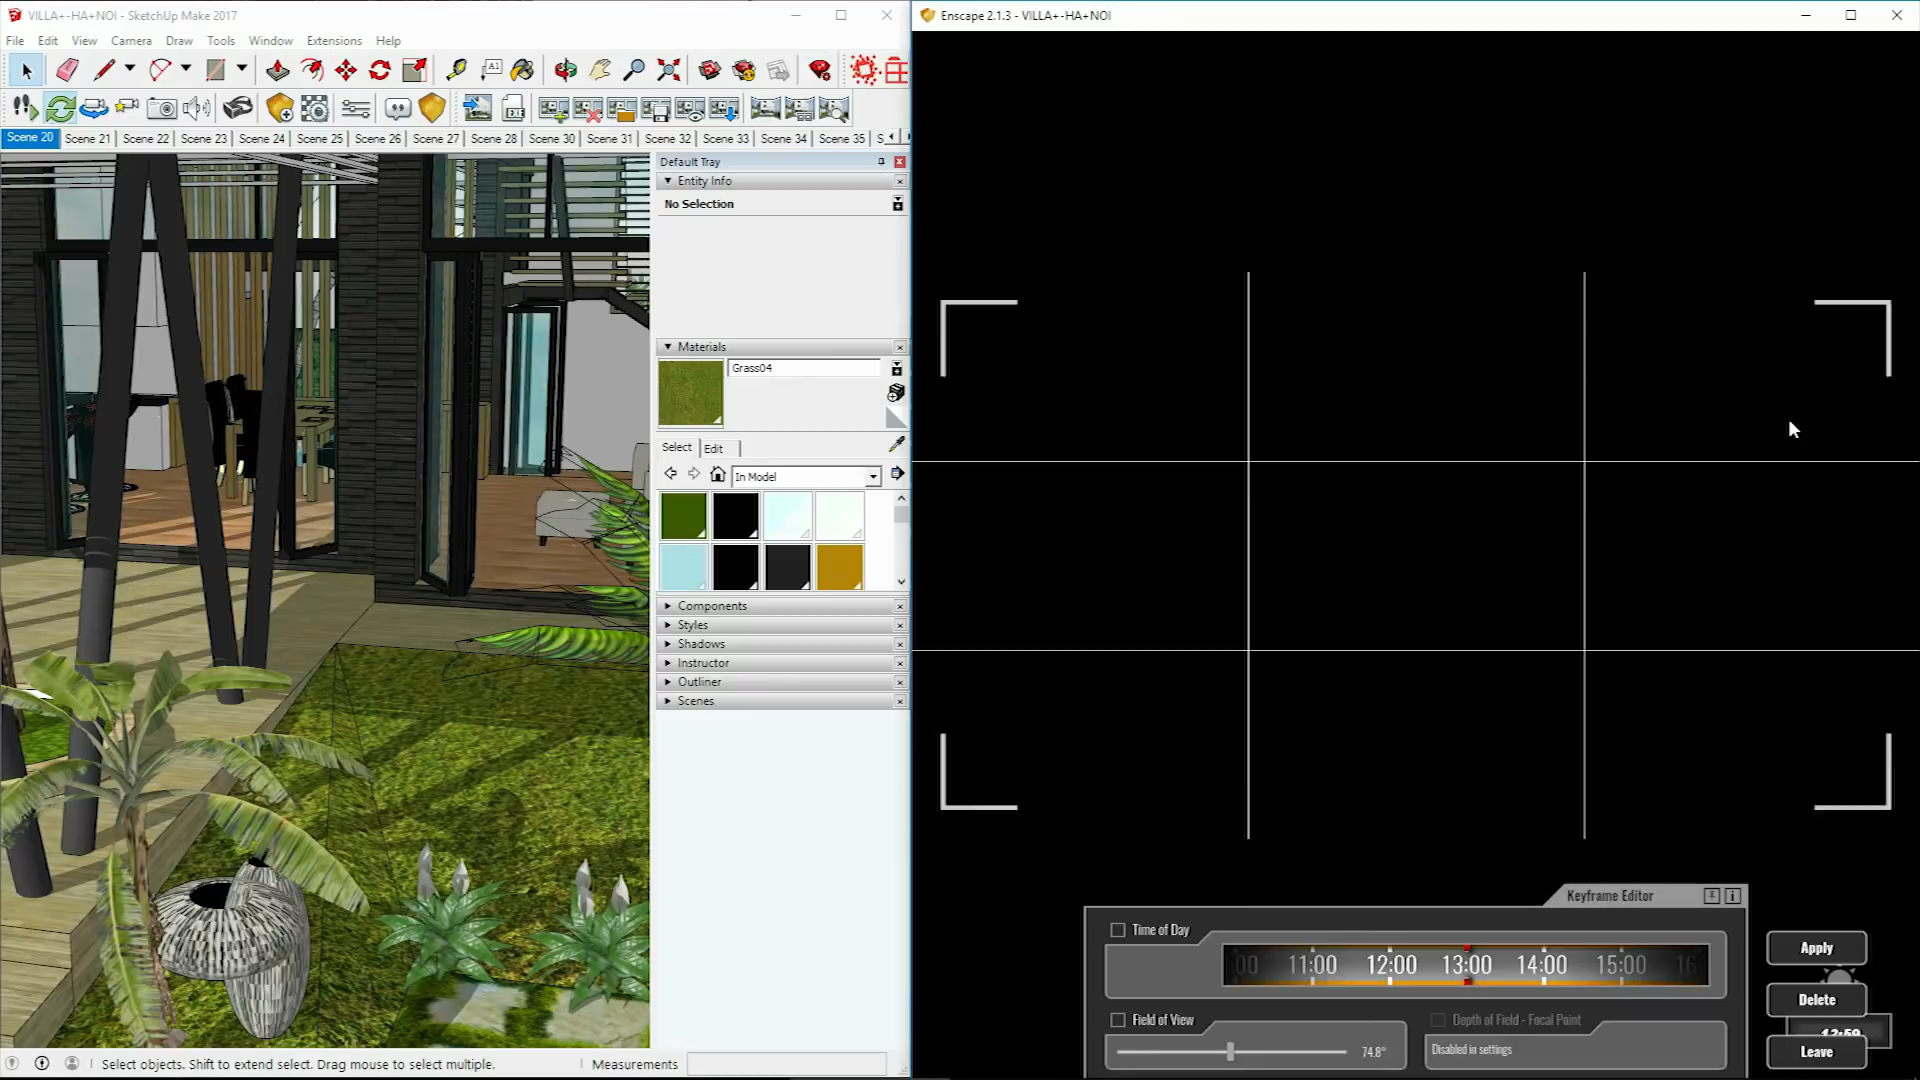 VILLA+-HA+NOI - SketchUp Make 2017
File Edit View Camera Draw Tools Window Extensions Help
A1
Scene 20 Scene 21 Scene 22 Scene 23 Scene 24 Scene 25 Scene 26 Scene 27 Scene 28 Scene 30 Scene 31 Scene 32 Scene 33 Scene 34 Scene 35 S
Default Tray
Entity Info
No Selection
Materials
Grass04
Select Edit
In Model
Components
Styles
Shadows
Instructor
Outliner
Scenes
Select objects. Shift to extend select. Drag mouse to select multiple. Measurements
Enscape 2.1.3 - VILLA+-HA+NOI
Keyframe Editor
Time of Day
00 11:00 12:00 13:00 14:00 15:00 16
Field of View
74.8°
Depth of Field - Focal Point
Disabled in settings
Apply
Delete
12:59
Leave